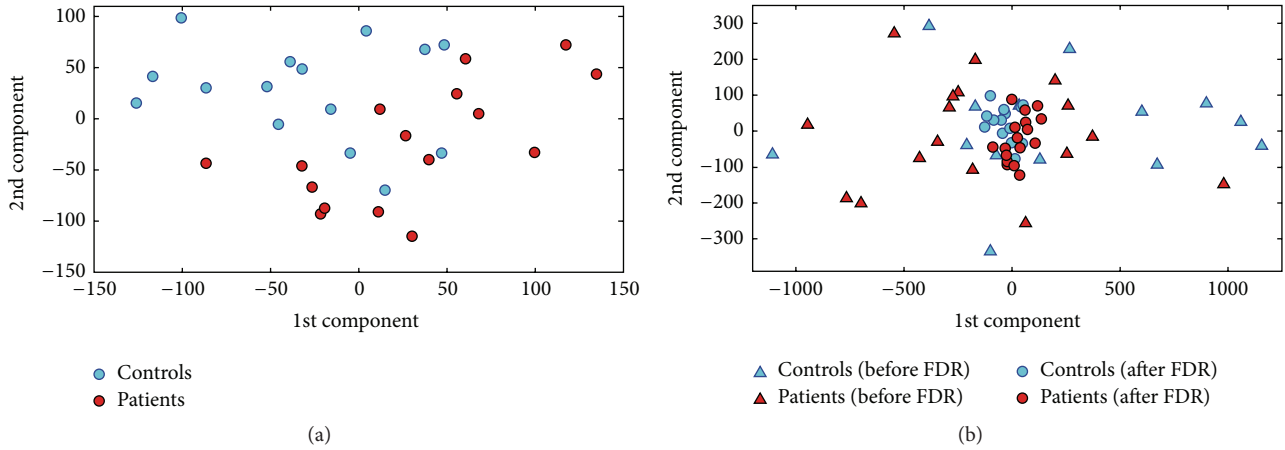 100
50
0
−50
−100
−150
2nd component
−150
−100
−50
0
50
100
150
1st component
Controls
Patients
(a)
300
200
100
0
−100
−200
−300
2nd component
−1000
−500
0
500
1000
1st component
Controls (before FDR)
Patients (before FDR)
Controls (after FDR)
Patients (after FDR)
(b)